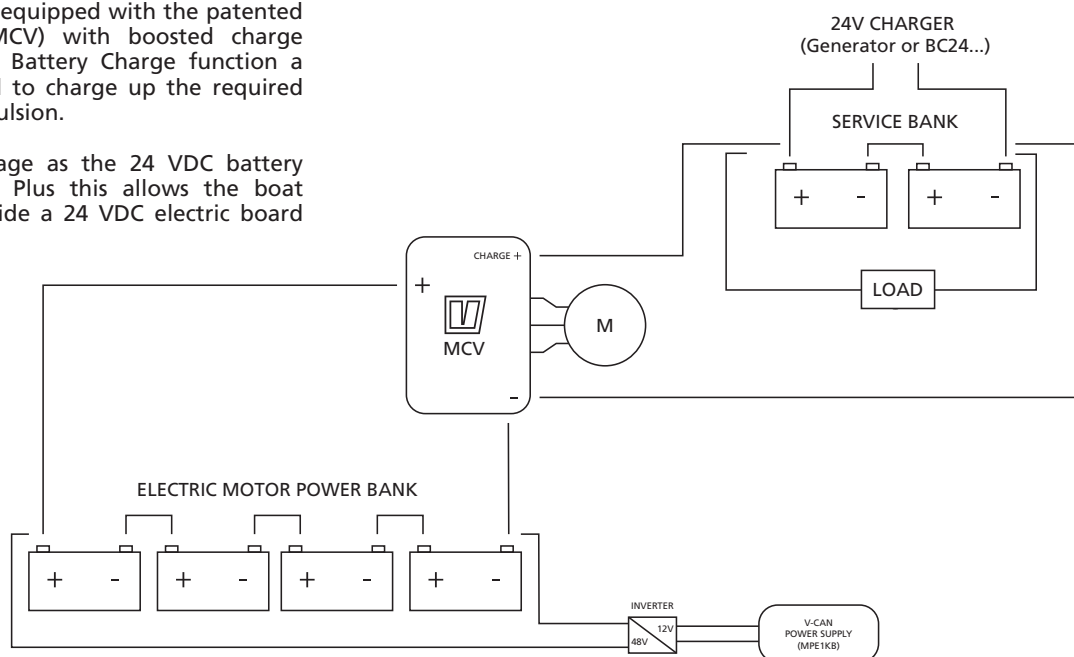 equipped with the patented
MCV) with boosted charge
Battery Charge function a
to charge up the required
ulsion.
age as the 24 VDC battery
Plus this allows the boat
ide a 24 VDC electric board
24V CHARGER
(Generator or BC24...)
SERVICE BANK
+ - + -
LOAD
CHARGE +
+
MCV
-
M
ELECTRIC MOTOR POWER BANK
+ - + - + - + -
INVERTER
12V
48V
V-CAN
POWER SUPPLY
(MPE1KB)